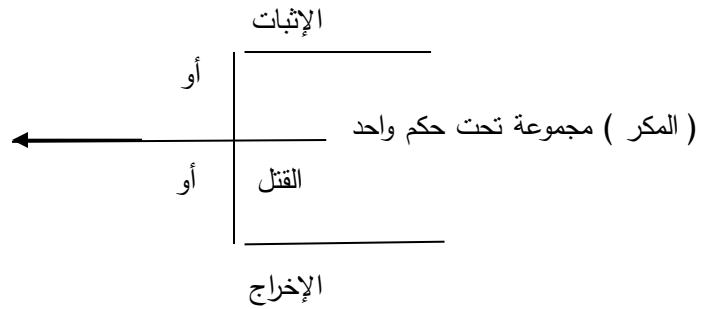 الإثبات
أو
( المكر ) مجموعة تحت حكم واحد
القتل
أو
الإخراج